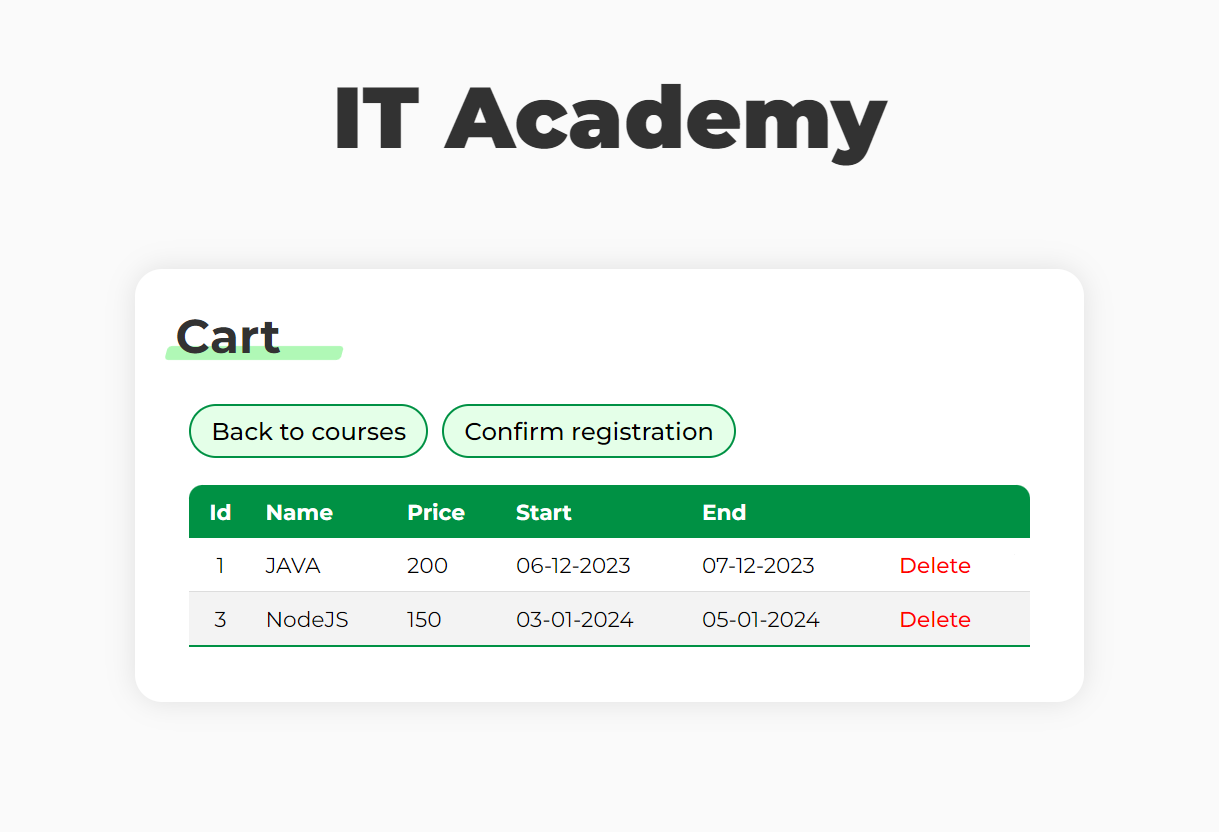 IT Academy
Cart
Back to courses Confirm registration
Id Name Price Start End
1 JAVA 200 06-12-2023 07-12-2023 Delete
3 NodeJS 150 03-01-2024 05-01-2024 Delete